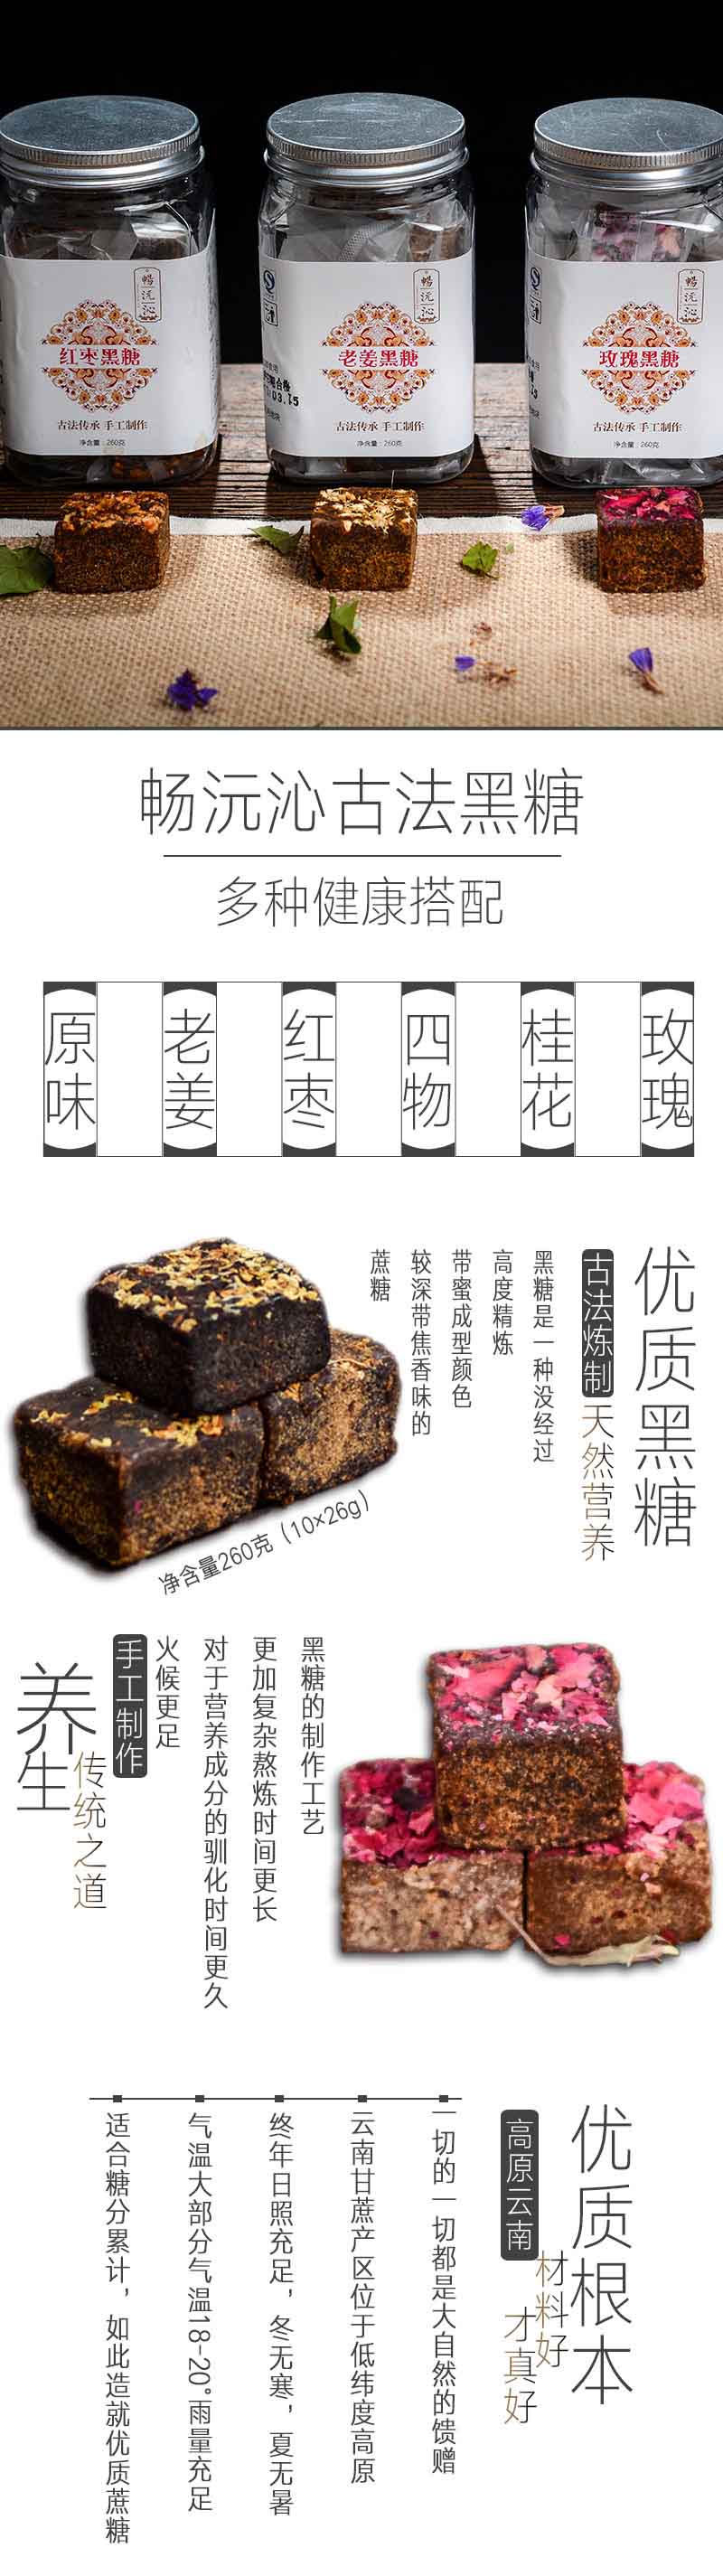 暢沅沁
红枣黑糖
古法传承 手工制作
净含量：260克
暢沅沁
老姜黑糖
古法传承 手工制作
净含量：260克
暢沅沁
玫瑰黑糖
古法传承 手工制作
净含量：260克
畅沅沁古法黑糖
多种健康搭配
原味
老姜
红枣
四物
桂花
玫瑰
优质黑糖
古法炼制
天然营养
黑糖是一种没经过
高度精炼
带蜜成型颜色
较深带焦香味的
蔗糖
净含量260克（10×26g）
黑糖的制作工艺
更加复杂熬炼时间更长
对于营养成分的驯化时间更久
火候更足
手工制作
传统之道
养生
优质根本
高原云南
材料好
才真好
一切的一切都是大自然的馈赠
云南甘蔗产区位于低纬度高原
终年日照充足，冬无寒，夏无暑
气温大部分气温18-20°雨量充足
适合糖分累计，如此造就优质蔗糖